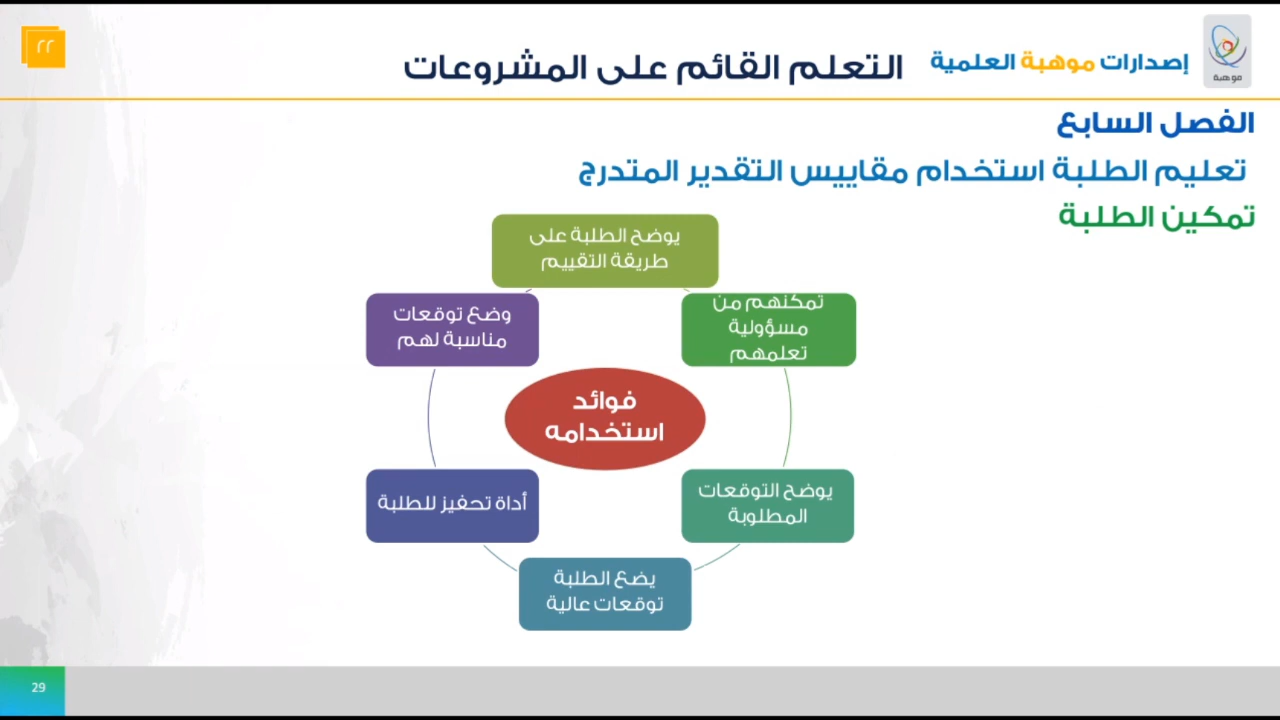 موهبة
إصدارات موهبة العلمية
التعلم القائم على المشروعات
٢٢
الفصل السابع
تعليم الطلبة استخدام مقاييس التقدير المتدرج
تمكين الطلبة
يوضح الطلبة على
طريقة التقييم
تمكنهم من
مسؤولية
تعلمهم
يوضح التوقعات
المطلوبة
يضع الطلبة
توقعات عالية
أداة تحفيز للطلبة
وضع توقعات
مناسبة لهم
فوائد
استخدامه
29